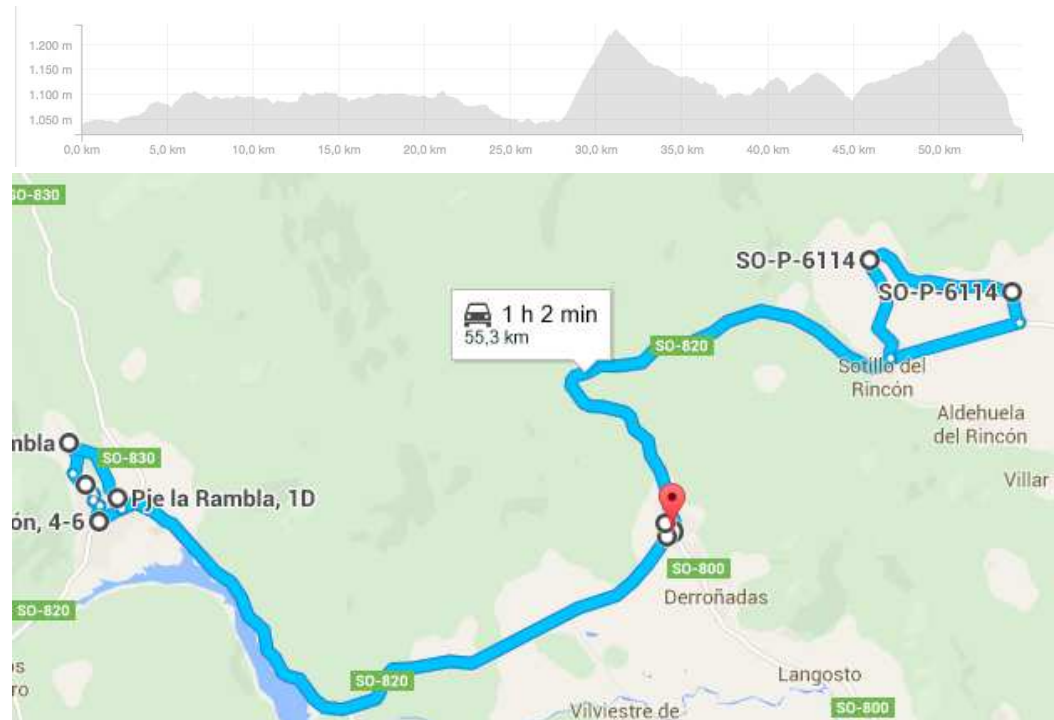 1.200 m
1.150 m
1.100 m
1.050 m
0,0 km 5,0 km 10,0 km 15,0 km 20,0 km 25,0 km 30,0 km 35,0 km 40,0 km 45,0 km 50,0 km
SO-830
SO-P-6114
SO-P-6114
1 h 2 min
55,3 km
SO-820
Sotillo del
Rincón
Aldehuela
del Rincón
mbla
SO-830
Villar
Pje la Rambla, 1D
ón, 4-6
SO-800
Derroñadas
SO-820
os
ro
SO-820
Langosto
Vilviestre de
SO-800